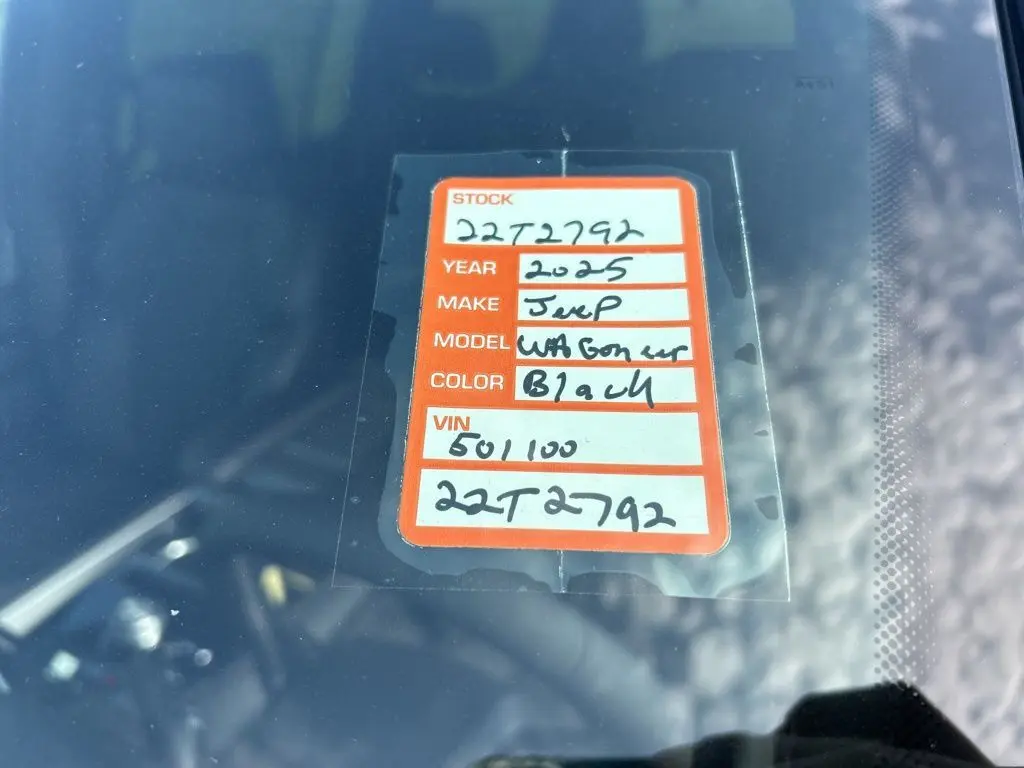 STOCK
22T2792
YEAR 2025
MAKE Jeep
MODEL WAGoneer
COLOR Black
VIN
501100
22T2792